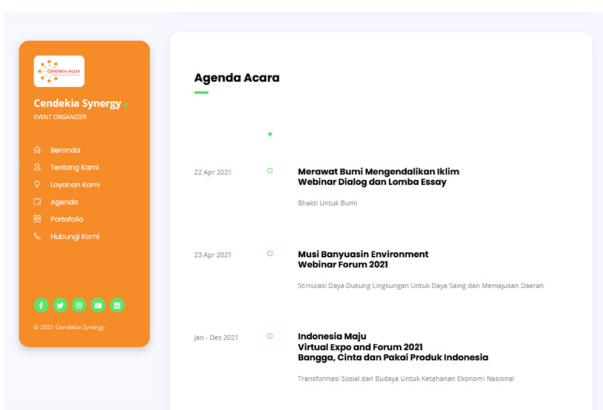 CENDEKIA MUDA
Cendekia Synergy
EVENT ORGANIZER
Beranda
Tentang Kami
Layanan Kami
Agenda
Portofolio
Hubungi Kami
© 2021 Cendekia Synergy
Agenda Acara
22 Apr 2021
Merawat Bumi Mengendalikan Iklim
Webinar Dialog dan Lomba Essay
Bhakti Untuk Bumi
23 Apr 2021
Musi Banyuasin Environment
Webinar Forum 2021
Stimulasi Daya Dukung Lingkungan Untuk Daya Saing dan Memajukan Daerah
Jan - Des 2021
Indonesia Maju
Virtual Expo and Forum 2021
Bangga, Cinta dan Pakai Produk Indonesia
Transformasi Sosial dan Budaya Untuk Ketahanan Ekonomi Nasional